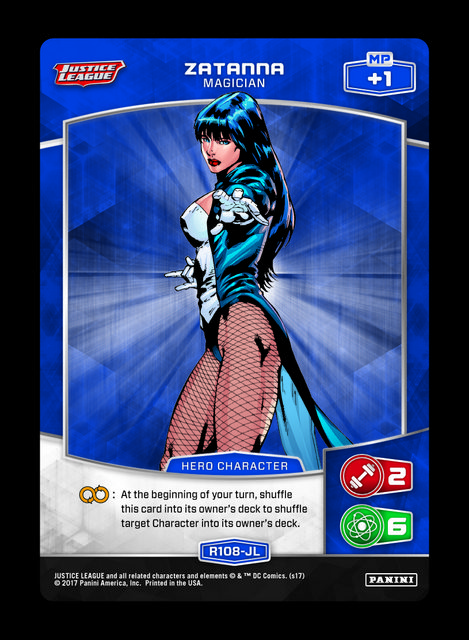 JUSTICE
LEAGUE
ZATANNA
MAGICIAN
MP
+1
HERO CHARACTER
: At the beginning of your turn, shuffle
this card into its owner's deck to shuffle
target Character into its owner's deck.
2
6
R108-JL
JUSTICE LEAGUE and all related characters and elements © & ™ DC Comics. (s17)
© 2017 Panini America, Inc. Printed in the USA.
PANINI